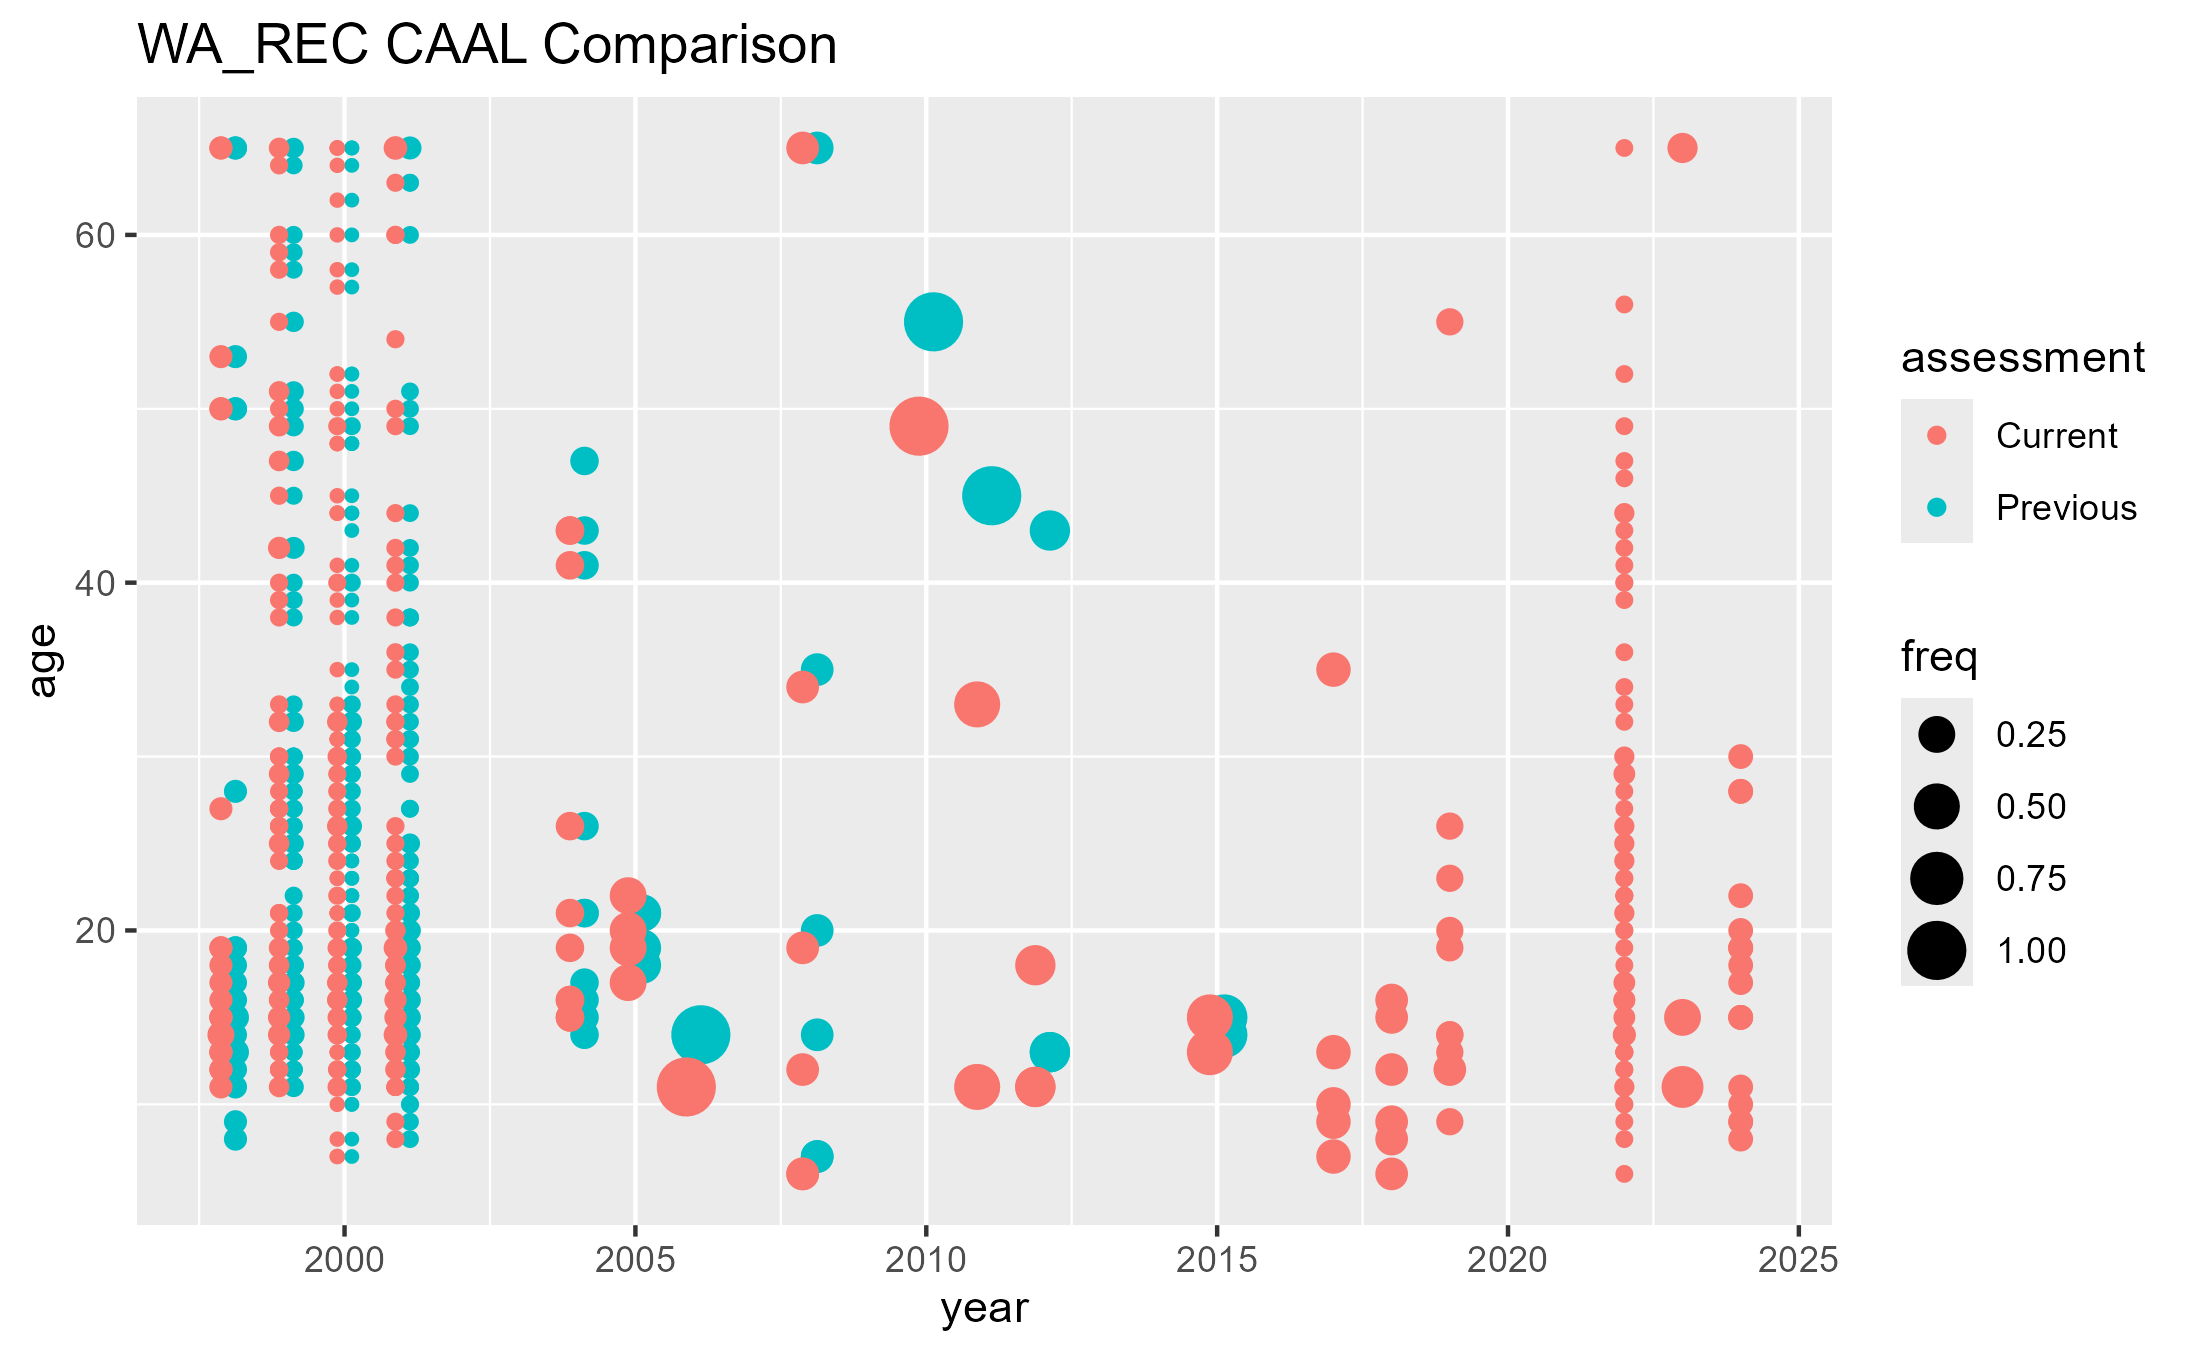 WA_REC CAAL Comparison
age
60
40
20
2000 2005 2010 2015 2020 2025
year
assessment
Current
Previous
freq
0.25
0.50
0.75
1.00